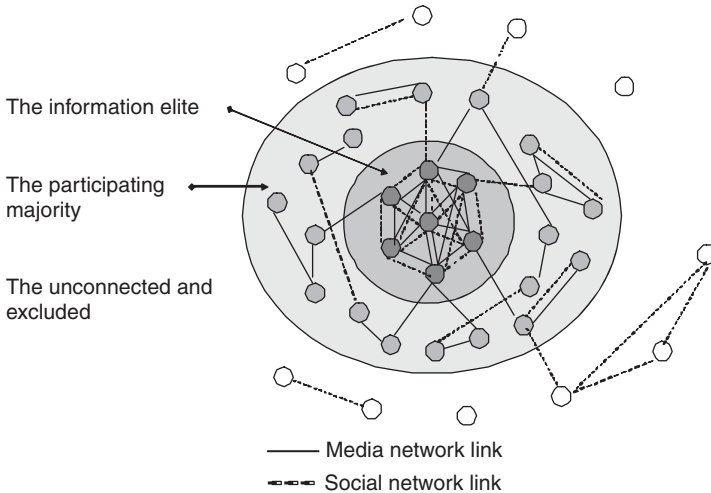 The information elite
The participating
majority
The unconnected and
excluded
Media network link
Social network link